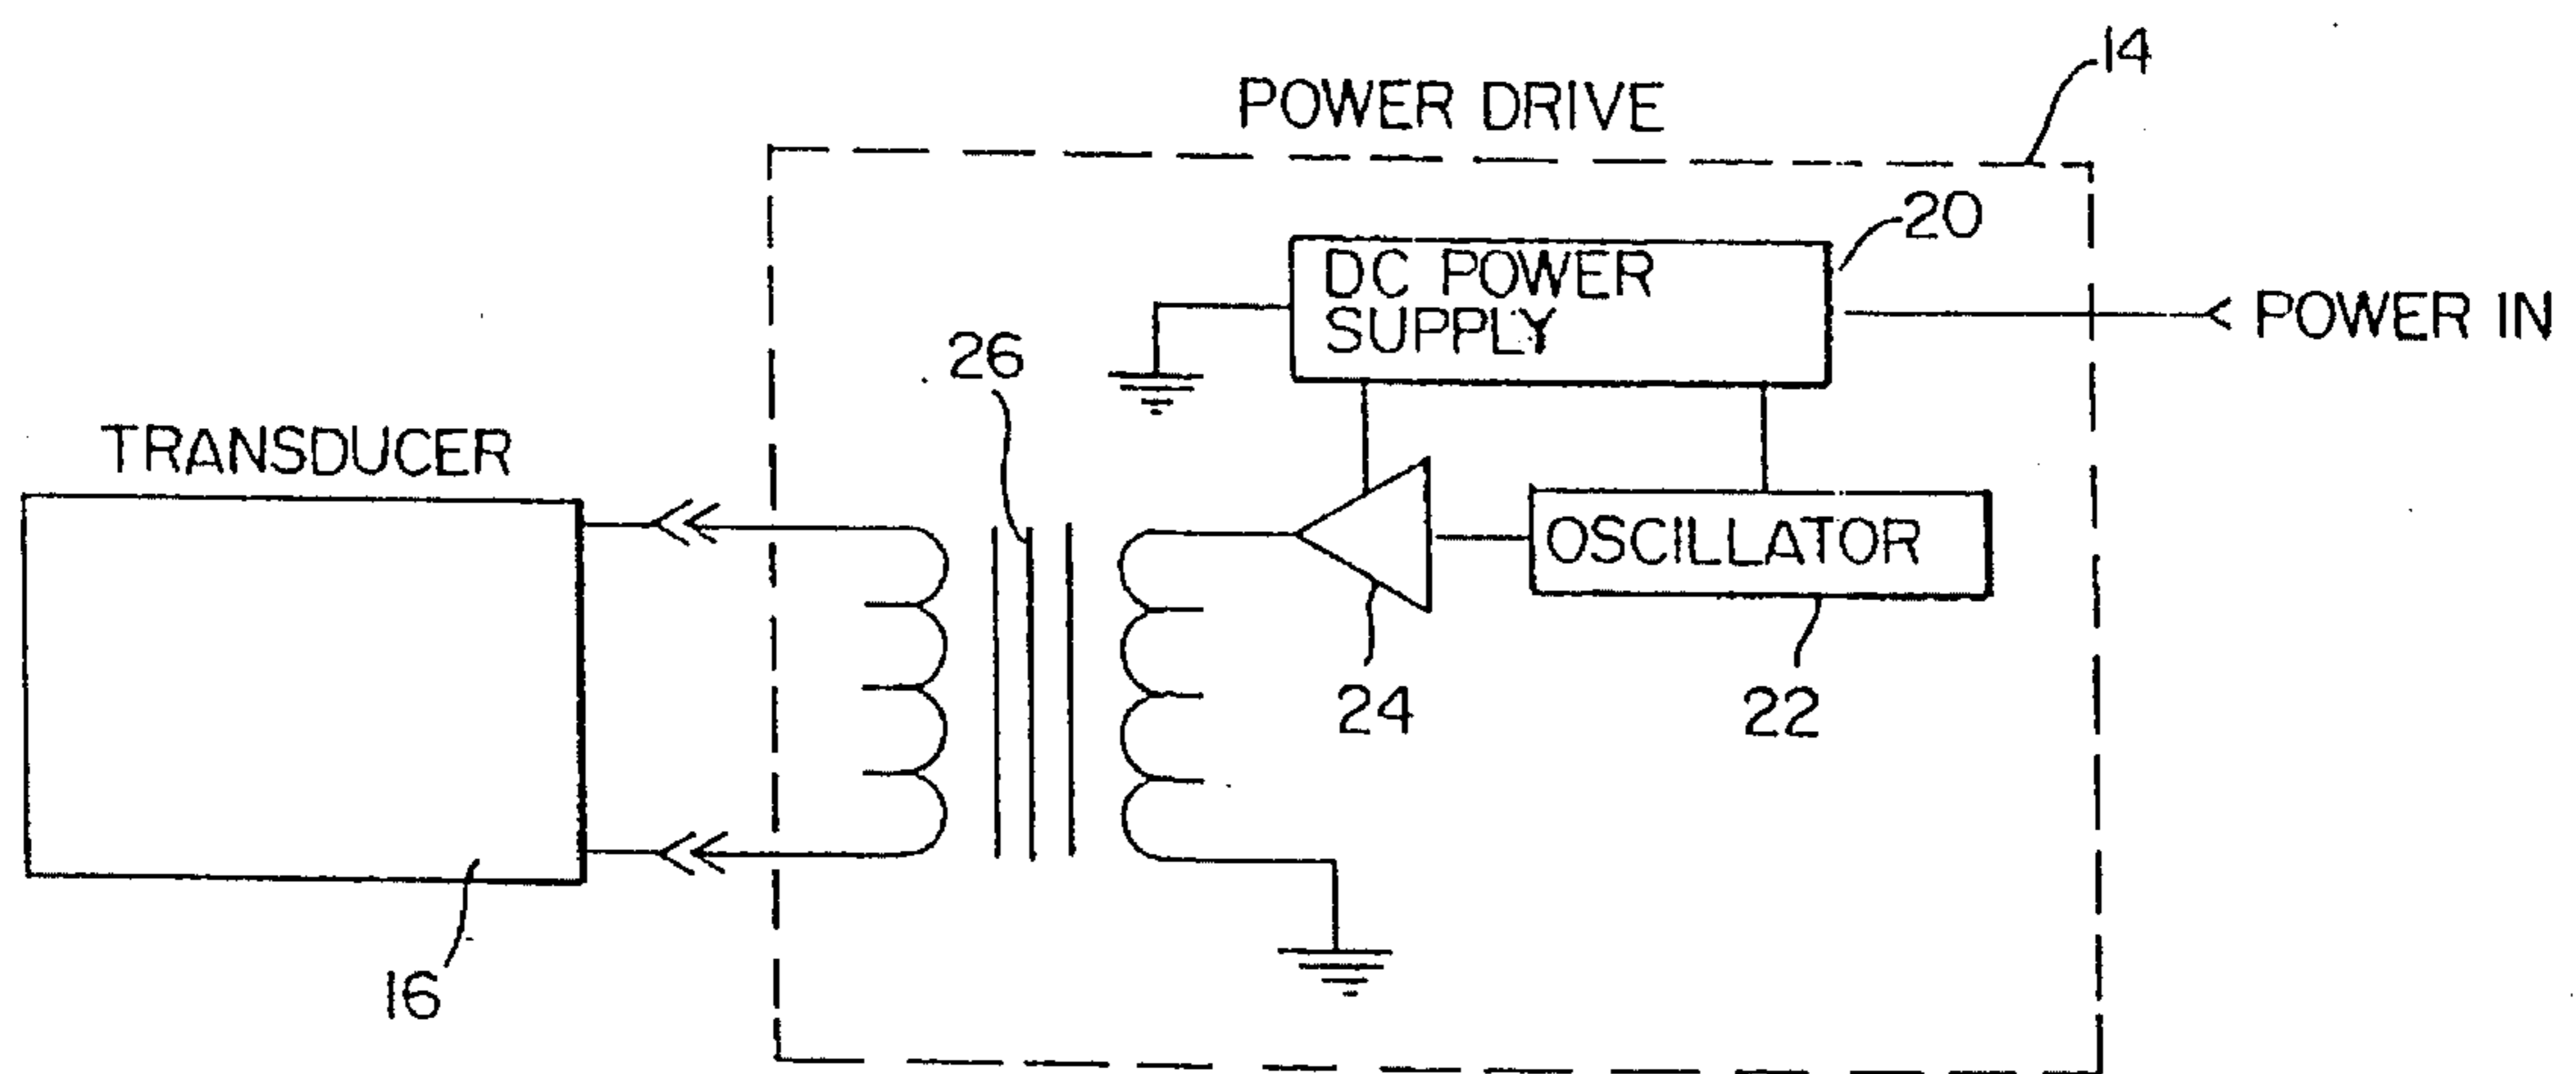 14
POWER DRIVE
20
DC POWER
SUPPLY
POWER IN
26
TRANSDUCER
OSCILLATOR
24
22
16